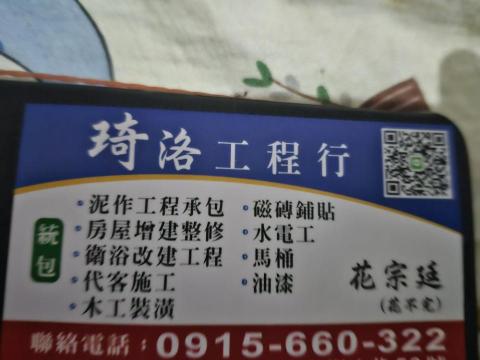 琦洛工程行
統包
泥作工程承包
房屋增建整修
衛浴改建工程
代客施工
木工裝潢
磁磚鋪貼
水電工
馬桶
油漆
花宗廷
聯絡電話：0915-660-322